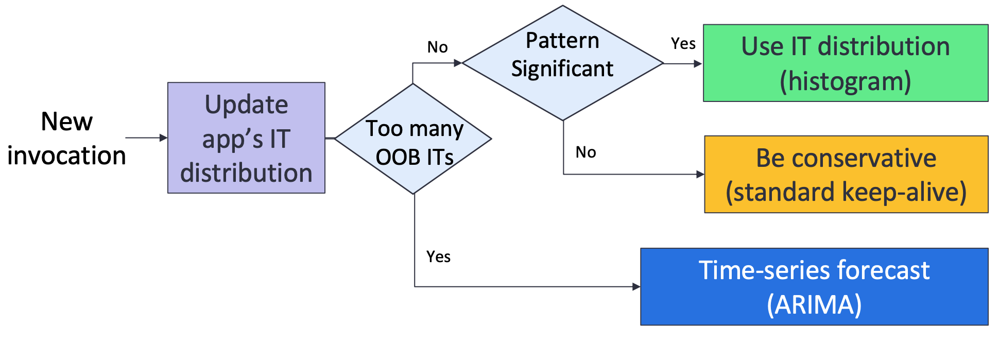 New
invocation
Update
app’s IT
distribution
Too many
OOB ITs
No
Pattern
Significant
Yes
Use IT distribution
(histogram)
No
Be conservative
(standard keep-alive)
Yes
Time-series forecast
(ARIMA)